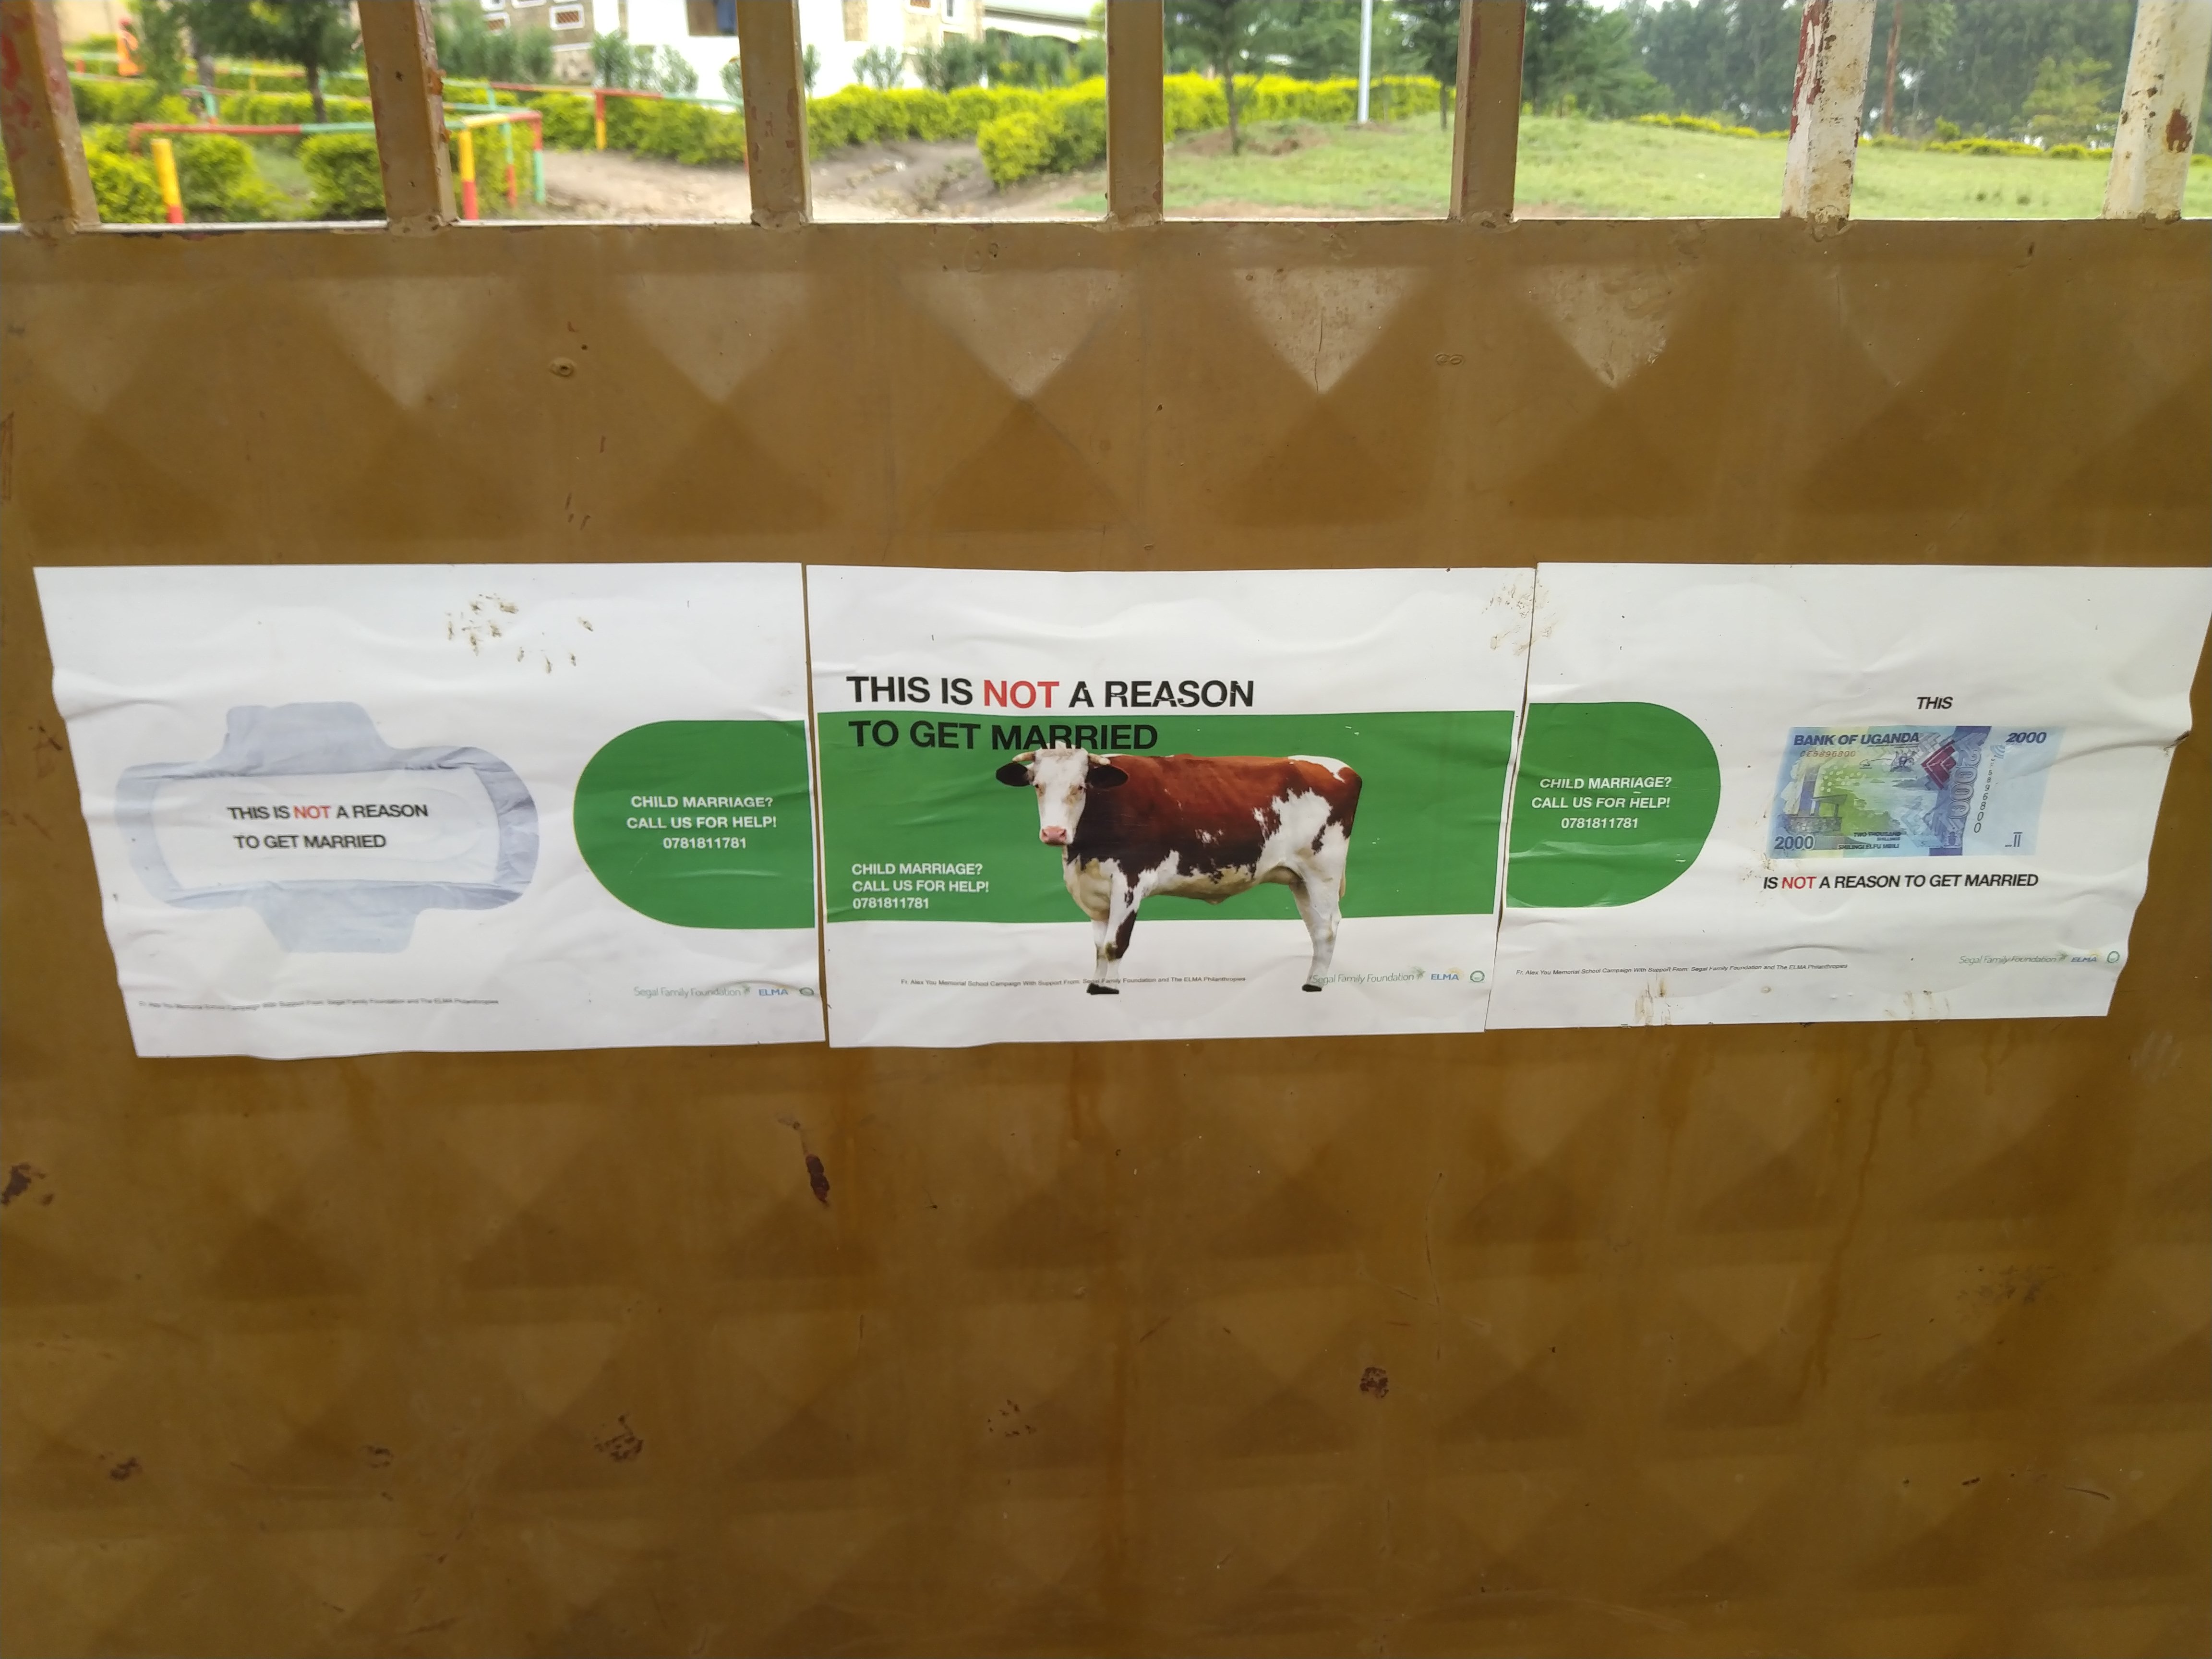 THIS IS NOT A REASON
TO GET MARRIED
CHILD MARRIAGE?
CALL US FOR HELP!
0781811781
Fr. Alex You Memorial School Campaign With Support From: Segal Family Foundation and The ELMA Philanthropies
Segal Family Foundation
ELMA
THIS IS NOT A REASON
TO GET MARRIED
CHILD MARRIAGE?
CALL US FOR HELP!
0781811781
Fr. Alex You Memorial School Campaign With Support From: Segal Family Foundation and The ELMA Philanthropies
Segal Family Foundation
ELMA
CHILD MARRIAGE?
CALL US FOR HELP!
0781811781
THIS
BANK OF UGANDA
2000
2000
TWO THOUSAND
SHILLINGS
SHILINGI ELFU MBILI
IS NOT A REASON TO GET MARRIED
Fr. Alex You Memorial School Campaign With Support From: Segal Family Foundation and The ELMA Philanthropies
Segal Family Foundation
ELMA